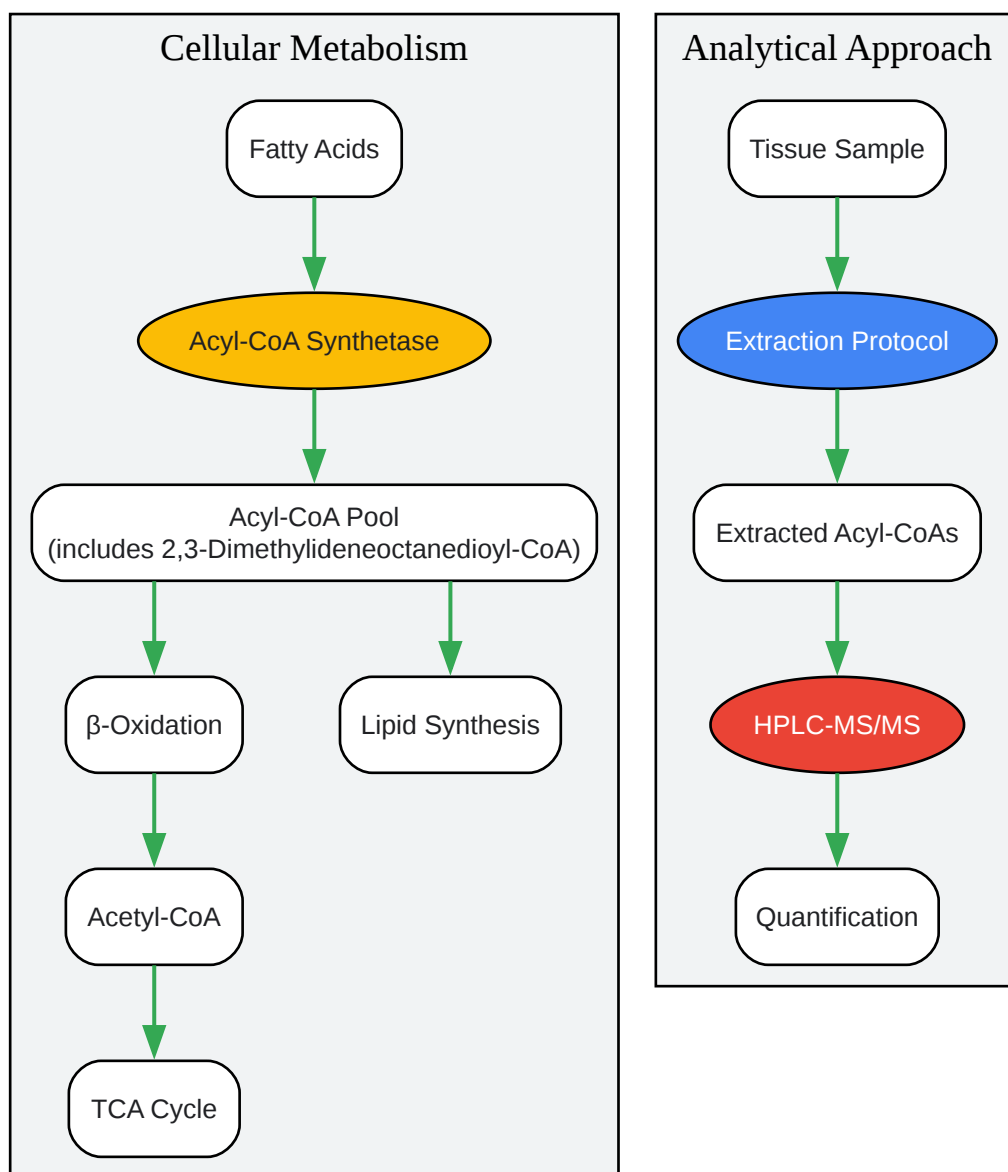 Cellular Metabolism
Fatty Acids
Acyl-CoA Synthetase
Acyl-CoA Pool
(includes 2,3-Dimethylideneoctanedioyl-CoA)
β-Oxidation
Lipid Synthesis
Acetyl-CoA
TCA Cycle
Analytical Approach
Tissue Sample
Extraction Protocol
Extracted Acyl-CoAs
HPLC-MS/MS
Quantification